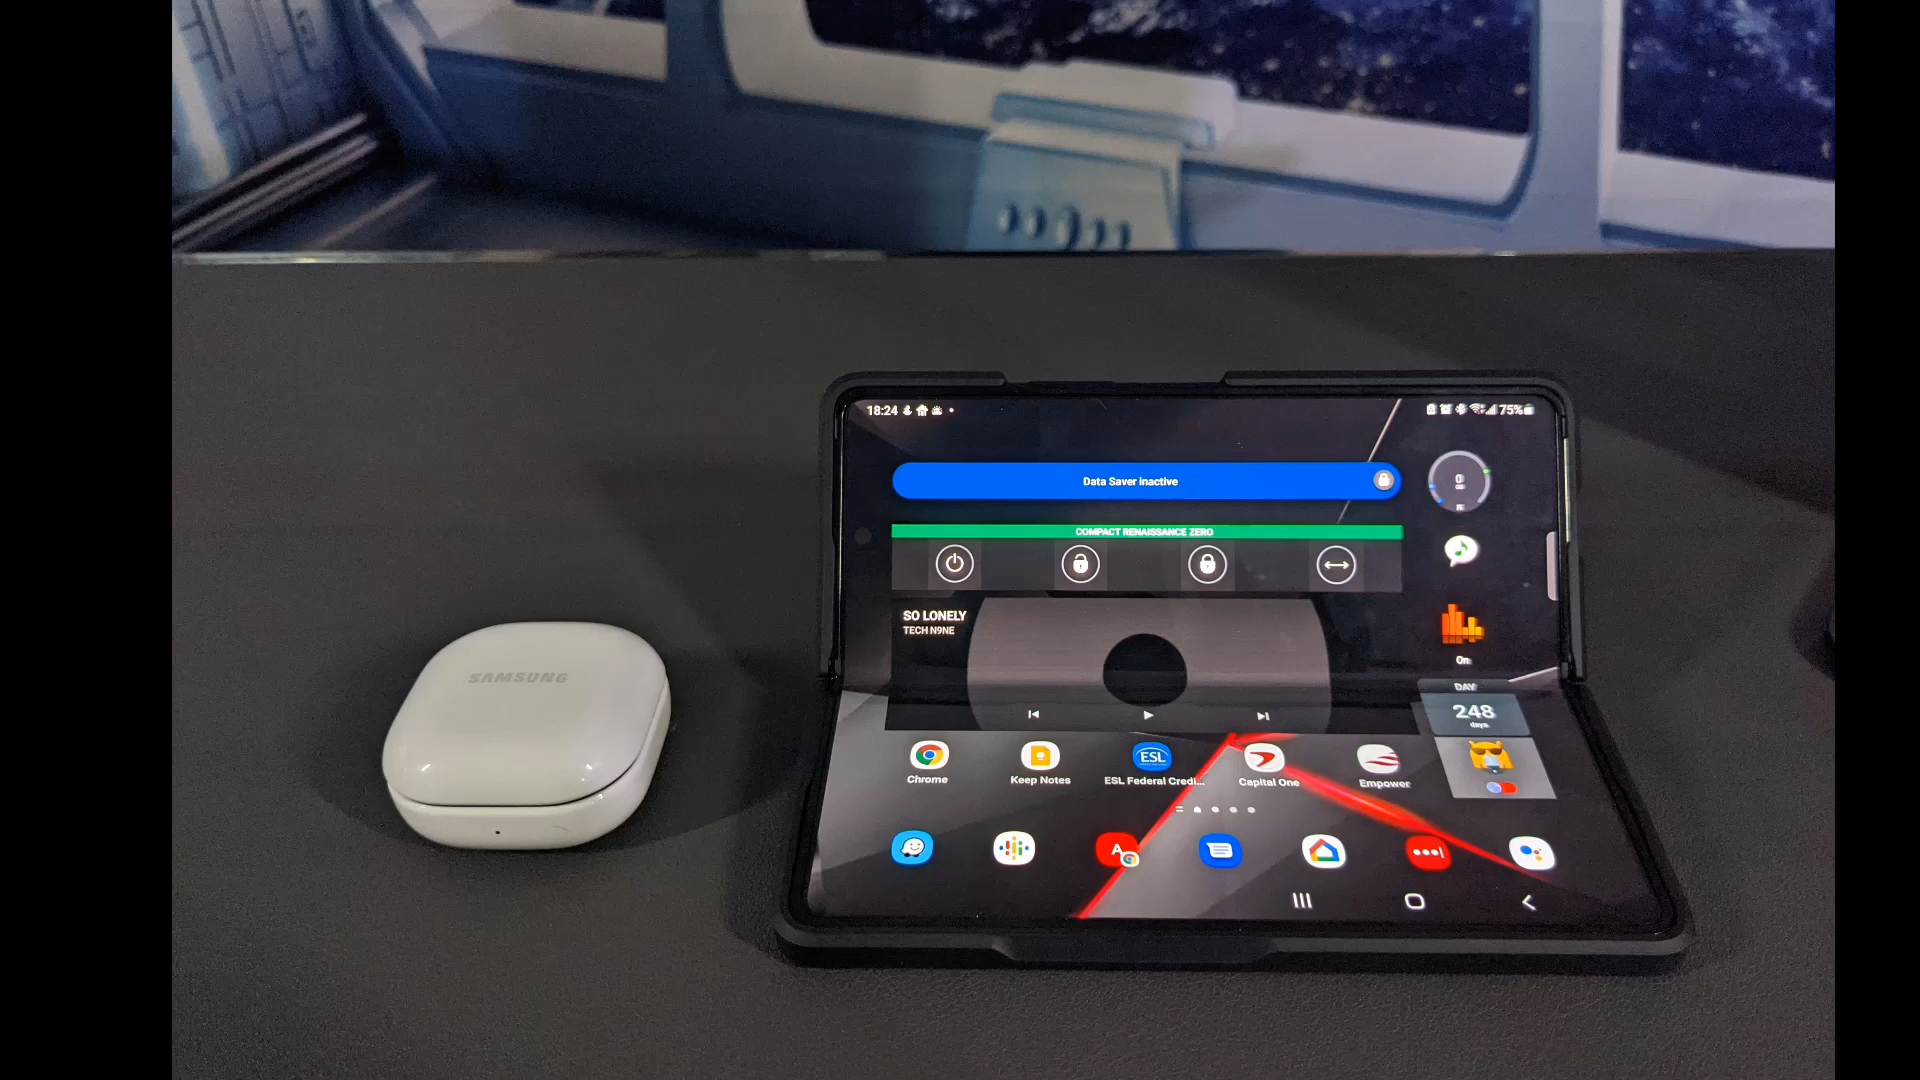 SAMSUNG
18:24
75%
Data Saver inactive
COMPACT RENAISSANCE ZERO
SO LONELY
TECH N9NE
On
DAY
248
days
Chrome
Keep Notes
ESL
ESL Federal Credi...
Capital One
Empower
A